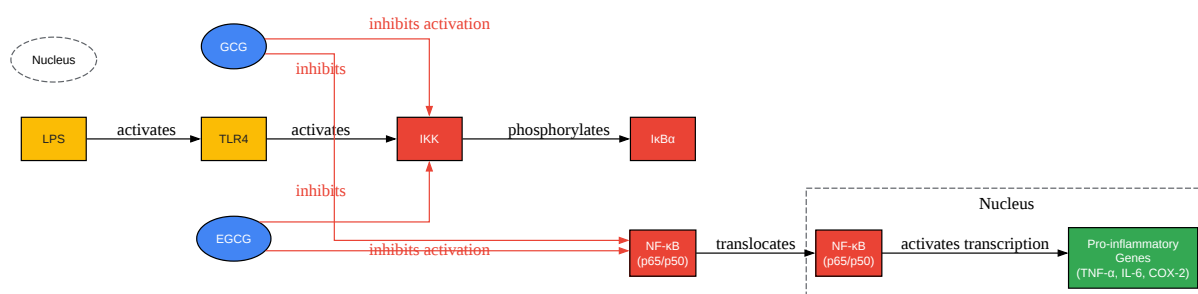 inhibits activation
GCG
Nucleus
inhibits
LPS
activates
TLR4
activates
IKK
phosphorylates
IκBα
inhibits
Nucleus
EGCG
inhibits activation
NF-κB
(p65/p50)
translocates
NF-κB
(p65/p50)
activates transcription
Pro-inflammatory
Genes
(TNF-α, IL-6, COX-2)